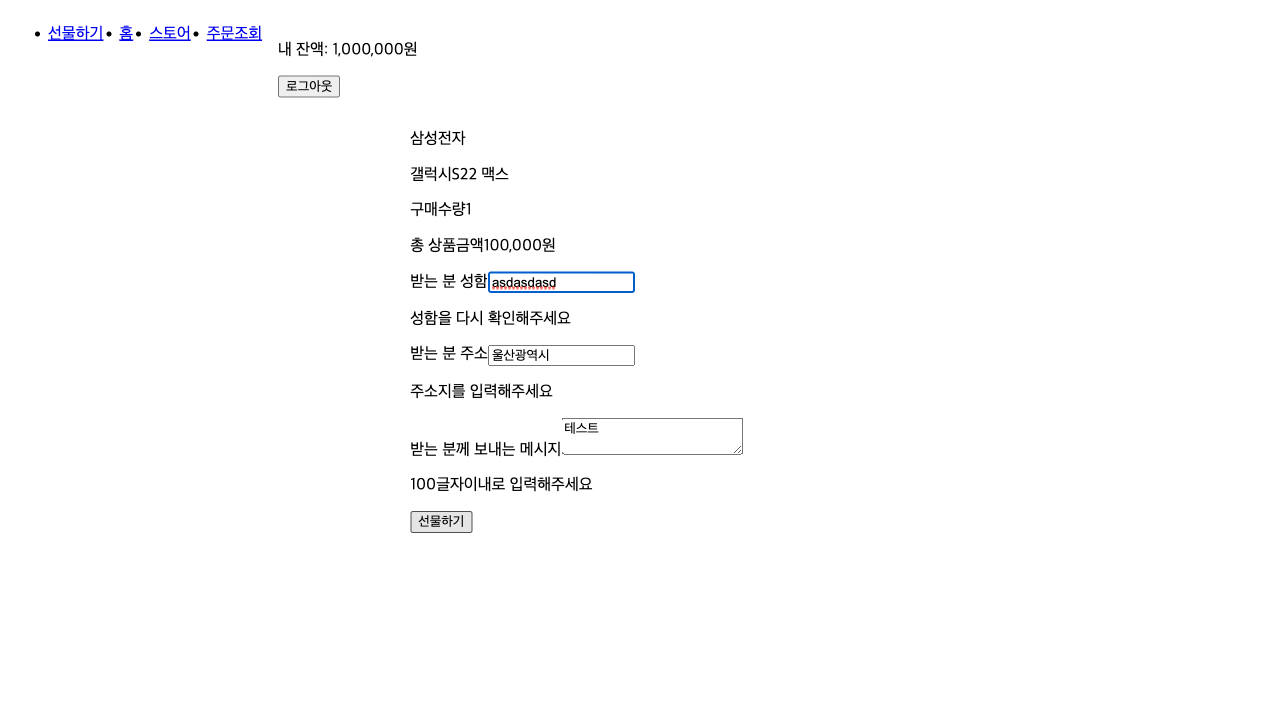 선물하기 홈 스토어 주문조회
내 잔액: 1,000,000원
로그아웃
삼성전자
갤럭시S22 맥스
구매수량1
총 상품금액100,000원
받는 분 성함 asdasdasd
성함을 다시 확인해주세요
받는 분 주소 울산광역시
주소지를 입력해주세요
받는 분께 보내는 메시지 테스트
100글자이내로 입력해주세요
선물하기